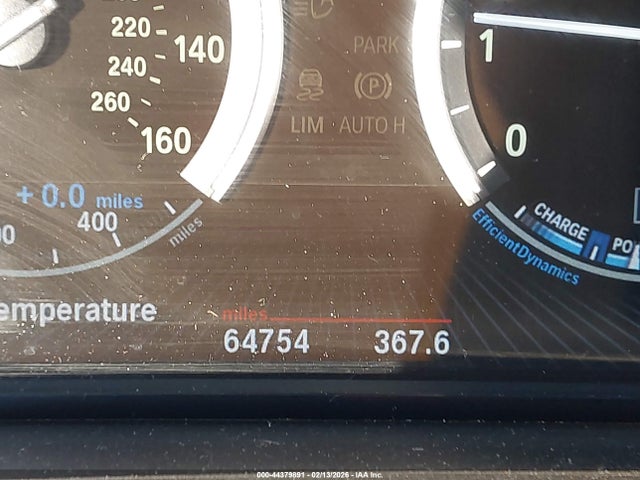 220
140
240
260
160
PARK
LIM AUTO H
1
0
+ 0.0 miles
400
miles
CHARGE
EfficientDynamics
emperature
miles
64754 367.6
000-44379891 - 02/13/2026 - IAA Inc.